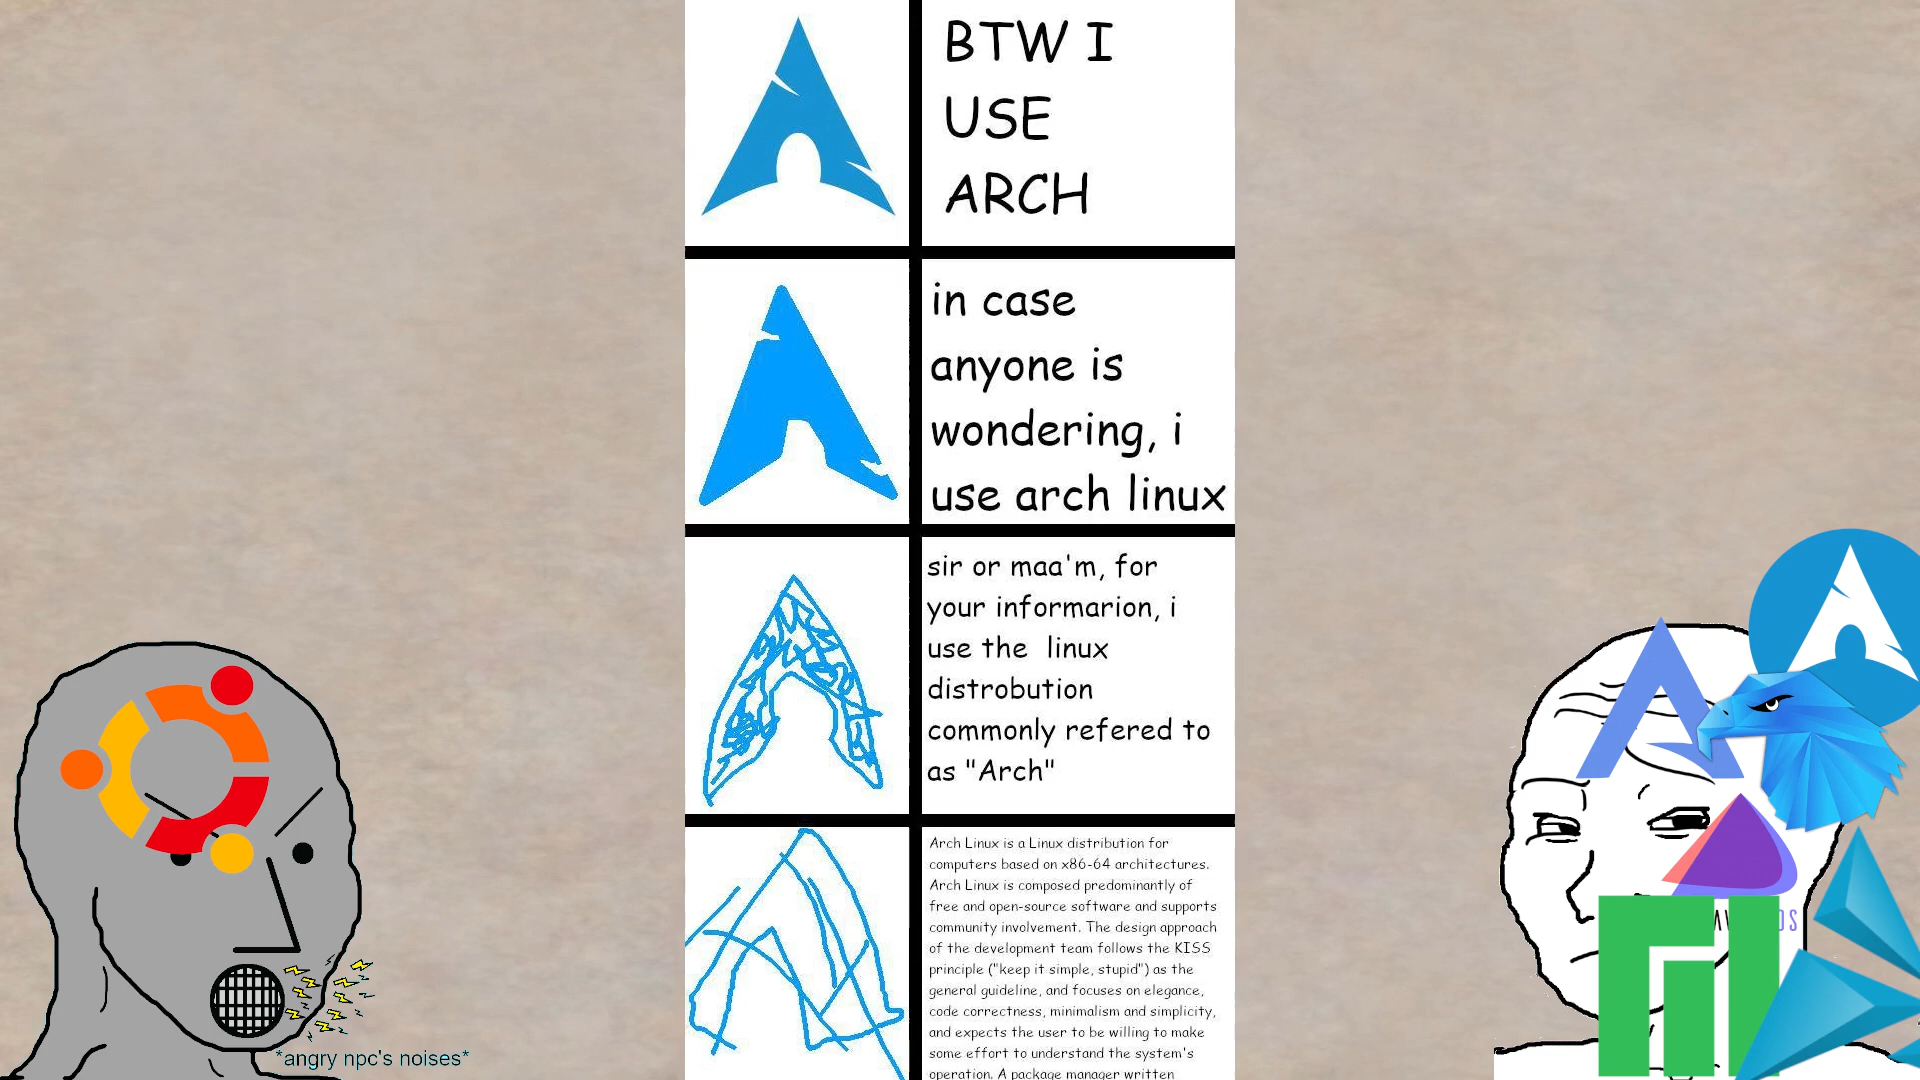 BTW I
USE
ARCH
in case
anyone is
wondering, i
use arch linux
sir or maa'm, for
your informarion, i
use the linux
distrobution
commonly refered to
as "Arch"
Arch Linux is a Linux distribution for
computers based on x86-64 architectures.
Arch Linux is composed predominantly of
free and open-source software and supports
community involvement. The design approach
of the development team follows the KISS
principle ("keep it simple, stupid") as the
general guideline, and focuses on elegance,
code correctness, minimalism and simplicity,
and expects the user to be willing to make
some effort to understand the system's
operation. A package manager written
*angry npc's noises*